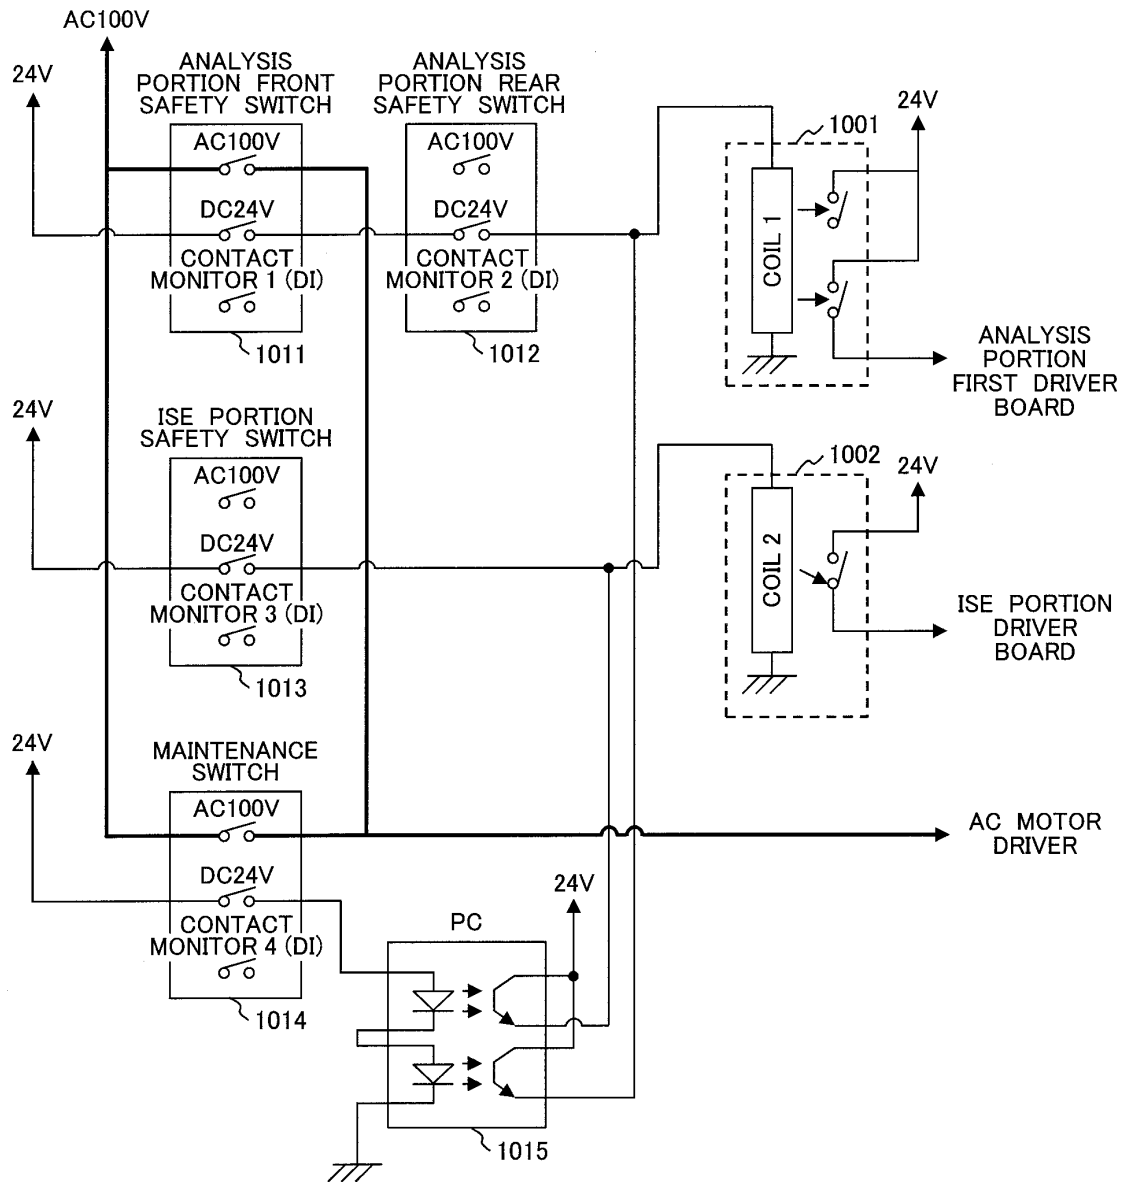 AC100V
24V
ANALYSIS
PORTION FRONT
SAFETY SWITCH
AC100V
DC24V
CONTACT
MONITOR 1 (DI)
1011
ANALYSIS
PORTION REAR
SAFETY SWITCH
AC100V
DC24V
CONTACT
MONITOR 2 (DI)
1012
1001
24V
COIL 1
ANALYSIS
PORTION
FIRST DRIVER
BOARD
24V
ISE PORTION
SAFETY SWITCH
AC100V
DC24V
CONTACT
MONITOR 3 (DI)
1013
1002
24V
COIL 2
ISE PORTION
DRIVER
BOARD
24V
MAINTENANCE
SWITCH
AC100V
DC24V
CONTACT
MONITOR 4 (DI)
1014
AC MOTOR
DRIVER
24V
PC
1015